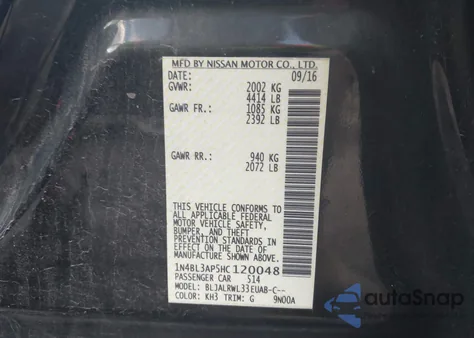 MFD BY NISSAN MOTOR CO., LTD.
DATE: 09/16
GVWR: 2002 KG
4414 LB
GAWR FR.: 1085 KG
2392 LB
GAWR RR.: 940 KG
2072 LB
THIS VEHICLE CONFORMS TO
ALL APPLICABLE FEDERAL
MOTOR VEHICLE SAFETY,
BUMPER, AND THEFT
PREVENTION STANDARDS IN
EFFECT ON THE DATE OF
MANUFACTURE SHOWN ABOVE.
1N4BL3AP5HC120048
PASSENGER CAR 514
MODEL: BLJALRWL33EUAB-C--
COLOR: KH3 TRIM: G 9N00A
autoSnap